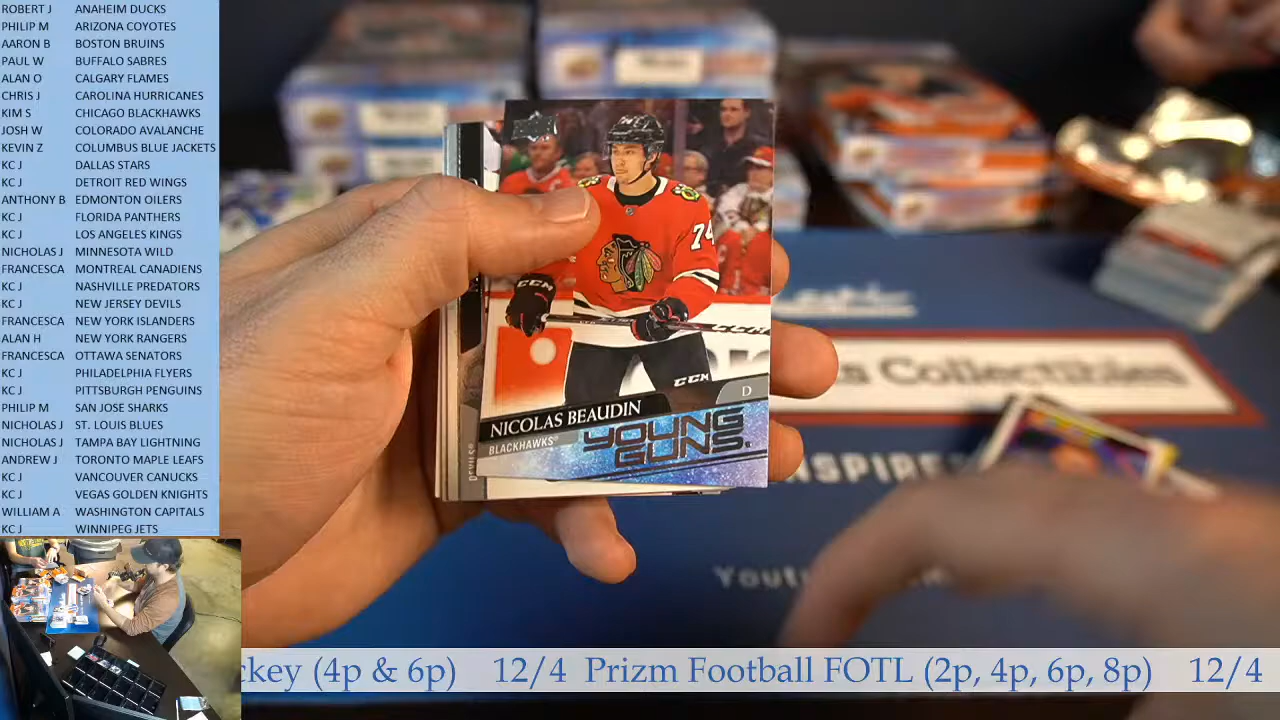 ROBERT J ANAHEIM DUCKS
PHILIP M ARIZONA COYOTES
AARON B BOSTON BRUINS
PAUL W BUFFALO SABRES
ALAN O CALGARY FLAMES
CHRIS J CAROLINA HURRICANES
KIM S CHICAGO BLACKHAWKS
JOSH W COLORADO AVALANCHE
KEVIN Z COLUMBUS BLUE JACKETS
KC J DALLAS STARS
KC J DETROIT RED WINGS
ANTHONY B EDMONTON OILERS
KC J FLORIDA PANTHERS
KC J LOS ANGELES KINGS
NICHOLAS J MINNESOTA WILD
FRANCESCA MONTREAL CANADIENS
KC J NASHVILLE PREDATORS
KC J NEW JERSEY DEVILS
FRANCESCA NEW YORK ISLANDERS
ALAN H NEW YORK RANGERS
FRANCESCA OTTAWA SENATORS
KC J PHILADELPHIA FLYERS
KC J PITTSBURGH PENGUINS
PHILIP M SAN JOSE SHARKS
NICHOLAS J ST. LOUIS BLUES
NICHOLAS J TAMPA BAY LIGHTNING
ANDREW J TORONTO MAPLE LEAFS
KC J VANCOUVER CANUCKS
KC J VEGAS GOLDEN KNIGHTS
WILLIAM A WASHINGTON CAPITALS
KC J WINNIPEG JETS
74
74
CCM
CCM
CCM
D
NICOLAS BEAUDIN
BLACKHAWKS
YOUNG GUNS
Collectibles
NSPIRE
Yout
ckey (4p & 6p) 12/4 Prizm Football FOTL (2p, 4p, 6p, 8p) 12/4